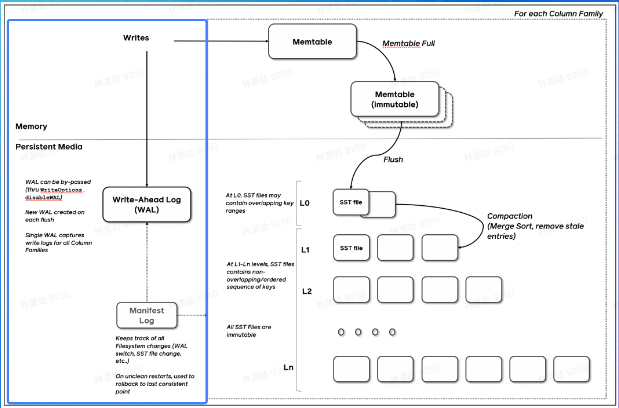 For each Column Family
Writes
Memtable
Memtable Full
Memtable
(immutable)
Memory
Persistent Media
Flush
WAL can be by-passed
(thru WriteOptions
disableWAL)
New WAL created on
each flush
Single WAL captures
write logs for all Column
Families
Write-Ahead Log
(WAL)
At L0, SST files may
contain overlapping key
ranges
L0
SST file
Compaction
(Merge Sort, remove stale
entries)
L1
SST file
At L1-Ln levels, SST files
contains non-
overlapping/ordered
sequence of keys
L2
Manifest
Log
All SST Files are
immutable
Keeps track of all
Filesystem changes (WAL
switch, SST file change,
etc..)
Ln
On unclean restarts, used to
rollback to last consistent
point